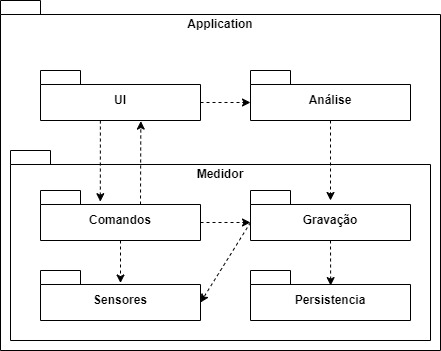 Application
UI
Análise
Medidor
Comandos
Gravação
Sensores
Persistencia